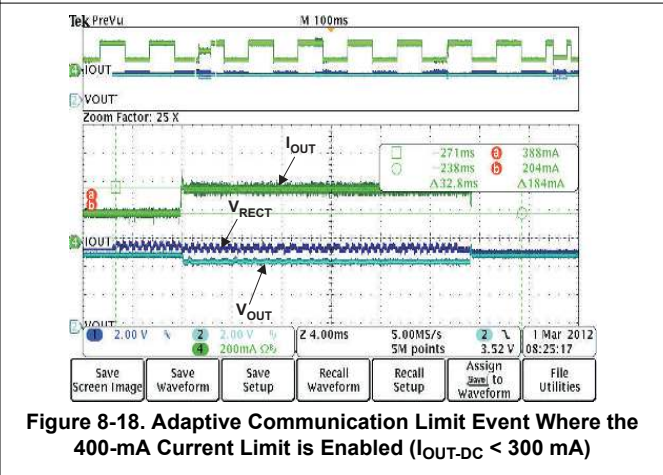 Tek PreVu M 100ms
4 IOUT
2 VOUT
Zoom Factor: 25 X
IOUT
-271ms a 388mA
-238ms b 204mA
Δ32.8ms Δ184mA
a
b
VRECT
4 IOUT
VOUT
2 VOUT
1 2.00 V 2 2.00 V Z 4.00ms 5.00MS/s 2 1 Mar 2012
4 200mA Ω 5M points 3.52 V 08:25:17
Save Screen Image
Save Waveform
Save Setup
Recall Waveform
Recall Setup
Assign Save to Waveform
File Utilities
Figure 8-18. Adaptive Communication Limit Event Where the
400-mA Current Limit is Enabled (IOUT-DC < 300 mA)